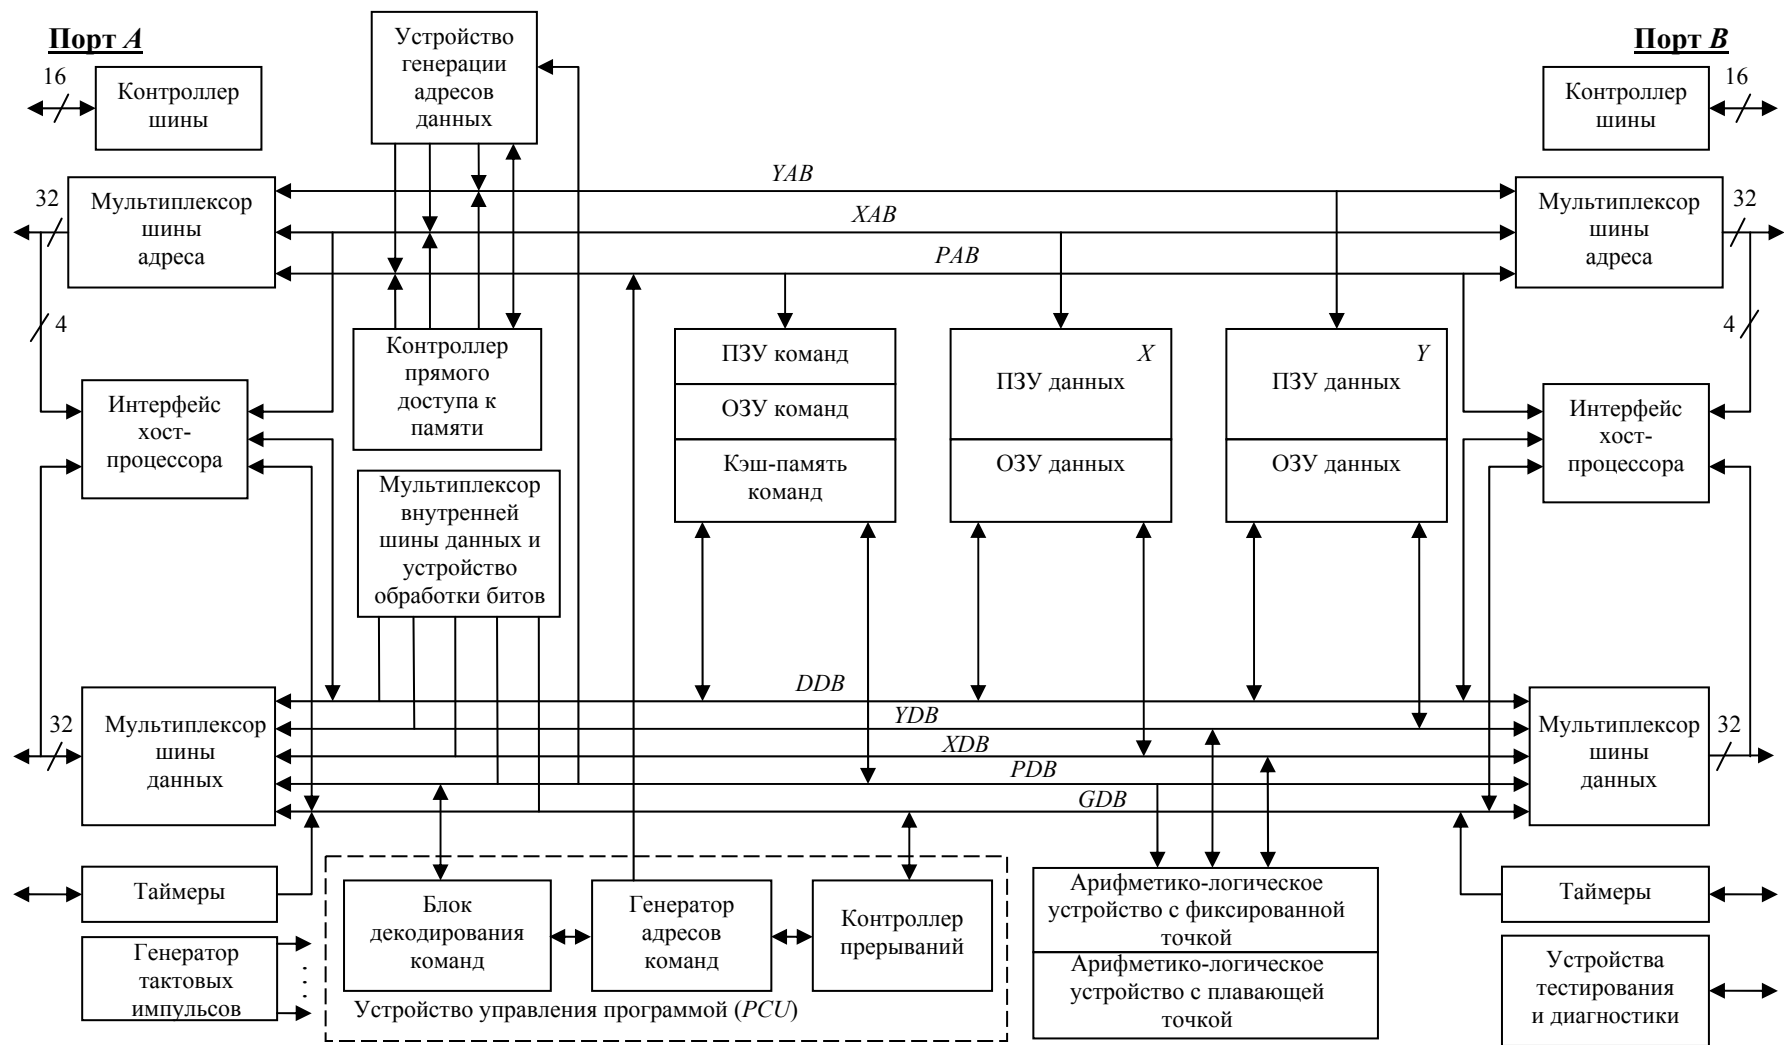 Порт A
Порт B
16
Контроллер
шины
Устройство
генерации
адресов
данных
Контроллер
шины
16
YAB
XAB
PAB
32
Мультиплексор
шины
адреса
Мультиплексор
шины
адреса
32
4
4
Контроллер
прямого
доступа к
памяти
ПЗУ команд
ОЗУ команд
Кэш-память
команд
X
ПЗУ данных
ОЗУ данных
Y
ПЗУ данных
ОЗУ данных
Интерфейс
хост-
процессора
Интерфейс
хост-
процессора
Мультиплексор
внутренней
шины данных и
устройство
обработки битов
DDB
YDB
XDB
PDB
GDB
32
Мультиплексор
шины
данных
Мультиплексор
шины
данных
32
Таймеры
Таймеры
Генератор
тактовых
импульсов
Блок
декодирования
команд
Генератор
адресов
команд
Контроллер
прерываний
Устройство управления программой (PCU)
Арифметико-логическое
устройство с фиксированной
точкой
Арифметико-логическое
устройство с плавающей
точкой
Устройства
тестирования
и диагностики